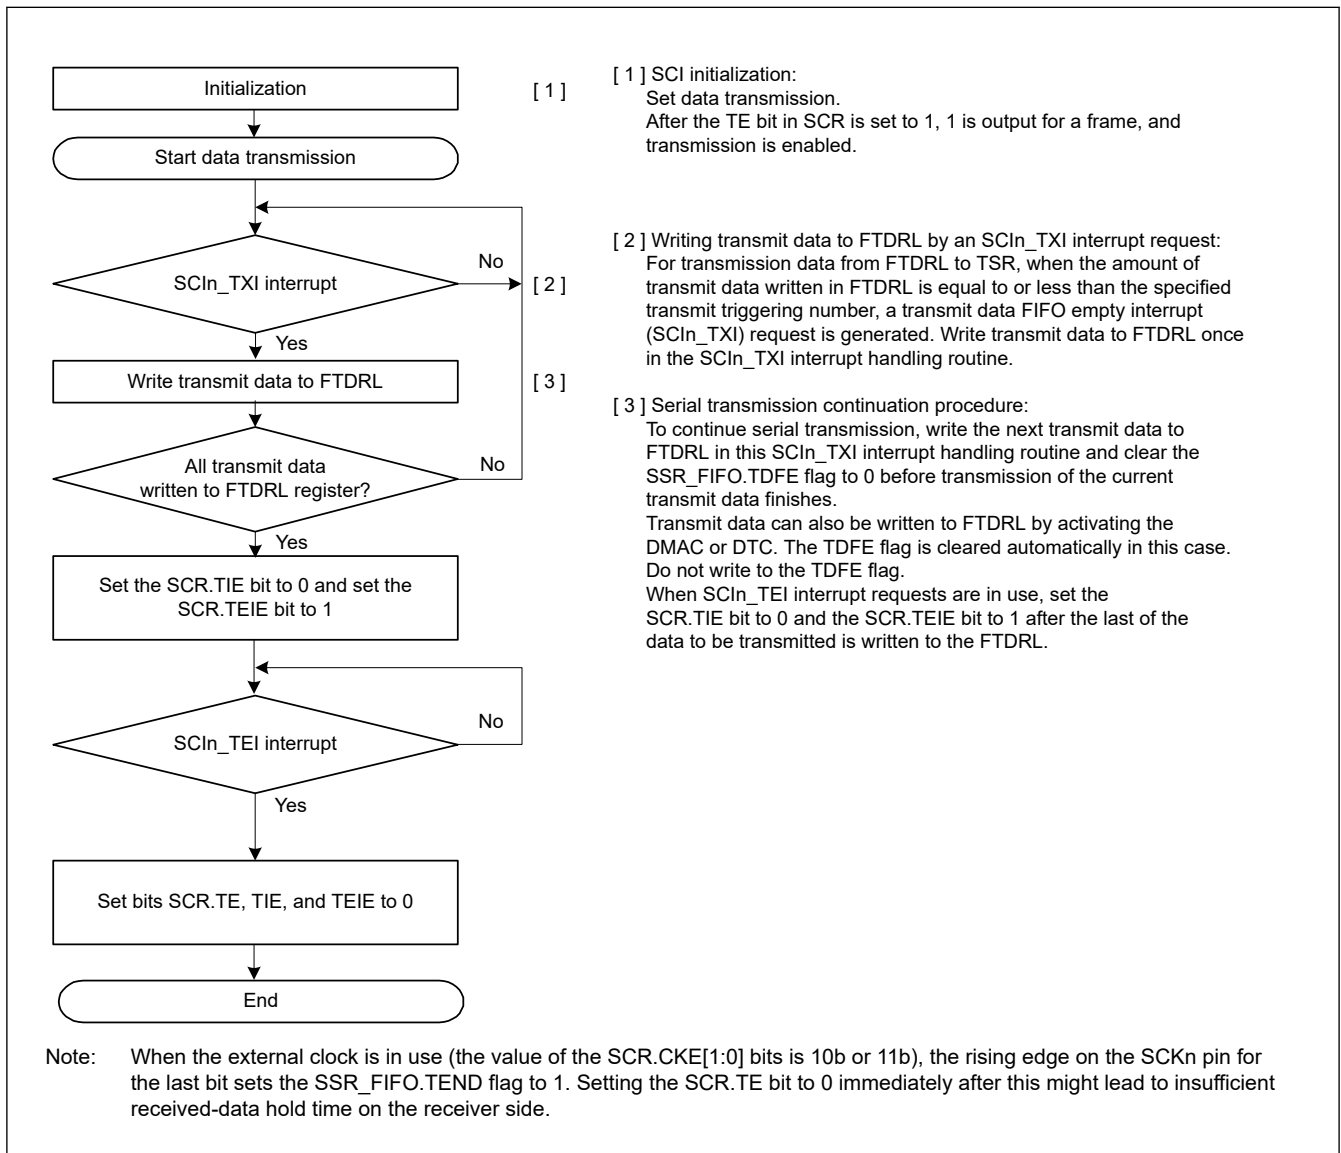 Initialization
[ 1 ]
Start data transmission
SCIn_TXI interrupt
No
[ 2 ]
Yes
Write transmit data to FTDRL
[ 3 ]
All transmit data
written to FTDRL register?
No
Yes
Set the SCR.TIE bit to 0 and set the
SCR.TEIE bit to 1
SCIn_TEI interrupt
No
Yes
Set bits SCR.TE, TIE, and TEIE to 0
End
[ 1 ] SCI initialization:
Set data transmission.
After the TE bit in SCR is set to 1, 1 is output for a frame, and
transmission is enabled.
[ 2 ] Writing transmit data to FTDRL by an SCIn_TXI interrupt request:
For transmission data from FTDRL to TSR, when the amount of
transmit data written in FTDRL is equal to or less than the specified
transmit triggering number, a transmit data FIFO empty interrupt
(SCIn_TXI) request is generated. Write transmit data to FTDRL once
in the SCIn_TXI interrupt handling routine.
[ 3 ] Serial transmission continuation procedure:
To continue serial transmission, write the next transmit data to
FTDRL in this SCIn_TXI interrupt handling routine and clear the
SSR_FIFO.TDFE flag to 0 before transmission of the current
transmit data finishes.
Transmit data can also be written to FTDRL by activating the
DMAC or DTC. The TDFE flag is cleared automatically in this case.
Do not write to the TDFE flag.
When SCIn_TEI interrupt requests are in use, set the
SCR.TIE bit to 0 and the SCR.TEIE bit to 1 after the last of the
data to be transmitted is written to the FTDRL.
Note: When the external clock is in use (the value of the SCR.CKE[1:0] bits is 10b or 11b), the rising edge on the SCKn pin for
the last bit sets the SSR_FIFO.TEND flag to 1. Setting the SCR.TE bit to 0 immediately after this might lead to insufficient
received-data hold time on the receiver side.